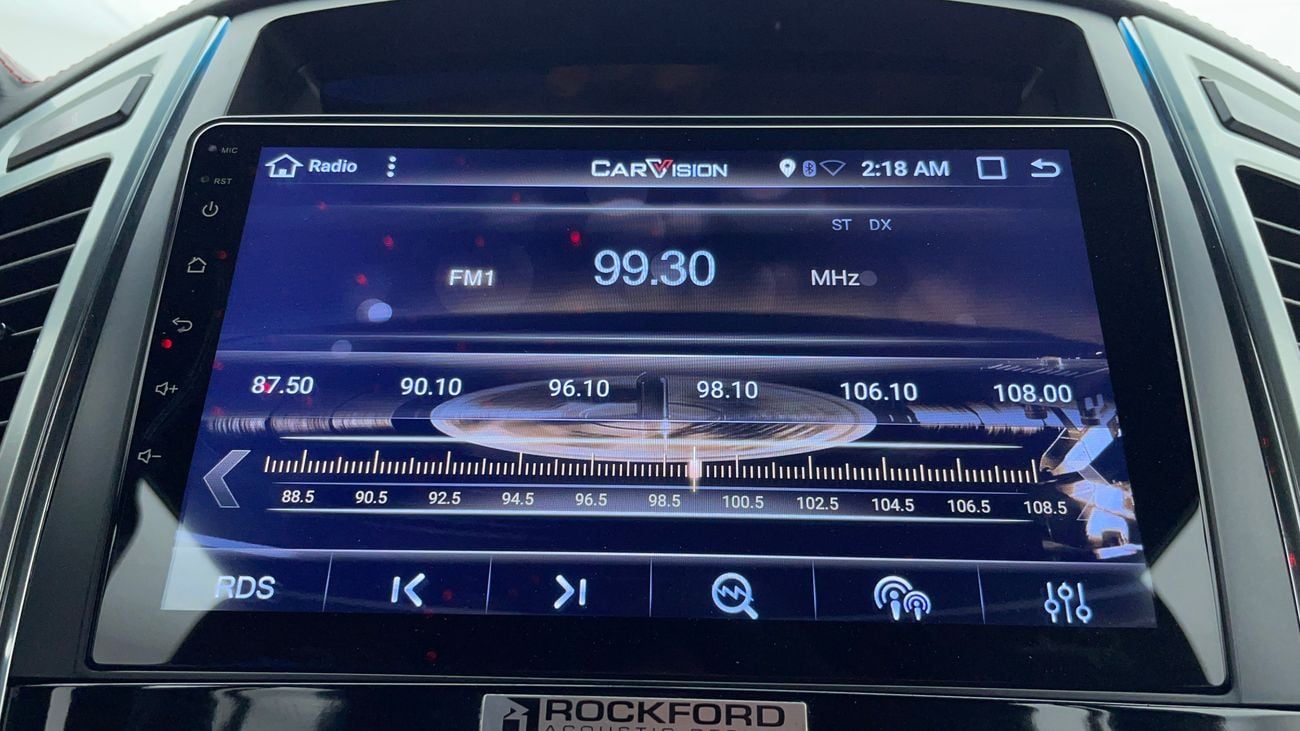 MIC
Radio CARVISION 2:18 AM
RST
ST DX
FM1 99.30 MHz
87.50 90.10 96.10 98.10 106.10 108.00
88.5 90.5 92.5 94.5 96.5 98.5 100.5 102.5 104.5 106.5 108.5
RDS
ROCKFORD
ACOUSTIC